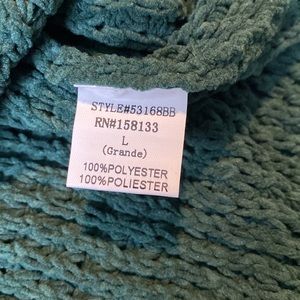 STYLE#53168BB
RN#158133
L
(Grande)
100%POLYESTER
100%POLIESTER